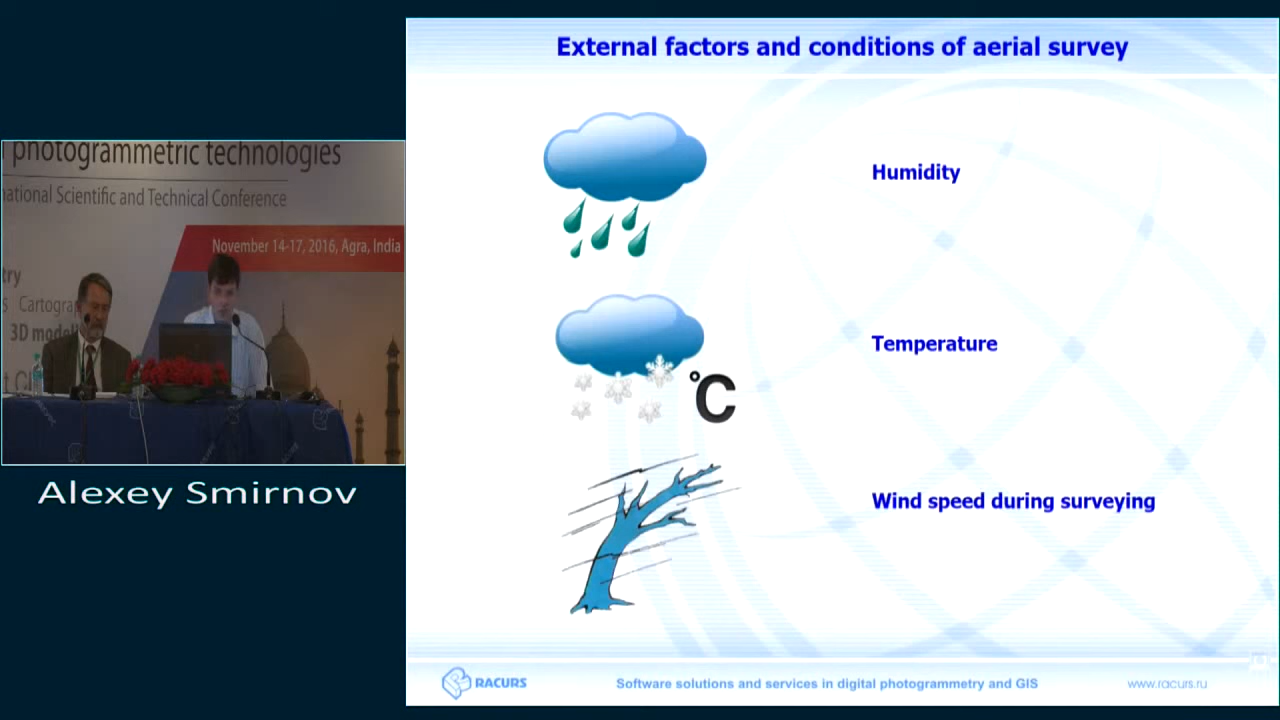 External factors and conditions of aerial survey
photogrammetric technologies
national Scientific and Technical Conference
November 14-17, 2016, Agra, India
Cartogra
3D model
Humidity
Temperature
°C
Wind speed during surveying
Alexey Smirnov
RACURS
Software solutions and services in digital photogrammetry and GIS
www.racurs.ru